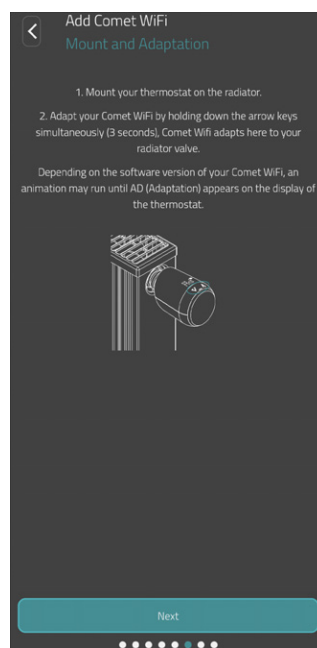 Add Comet WiFi
Mount and Adaptation
1. Mount your thermostat on the radiator.
2. Adapt your Comet WiFi by holding down the arrow keys
simultaneously (3 seconds), Comet Wifi adapts here to your
radiator valve.
Depending on the software version of your Comet WiFi, an
animation may run until AD (Adaptation) appears on the display of
the thermostat.
Next